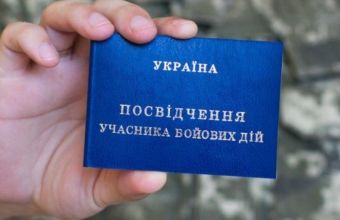 УКРАЇНА
ПОСВІДЧЕННЯ
УЧАСНИКА БОЙОВИХ ДІЙ